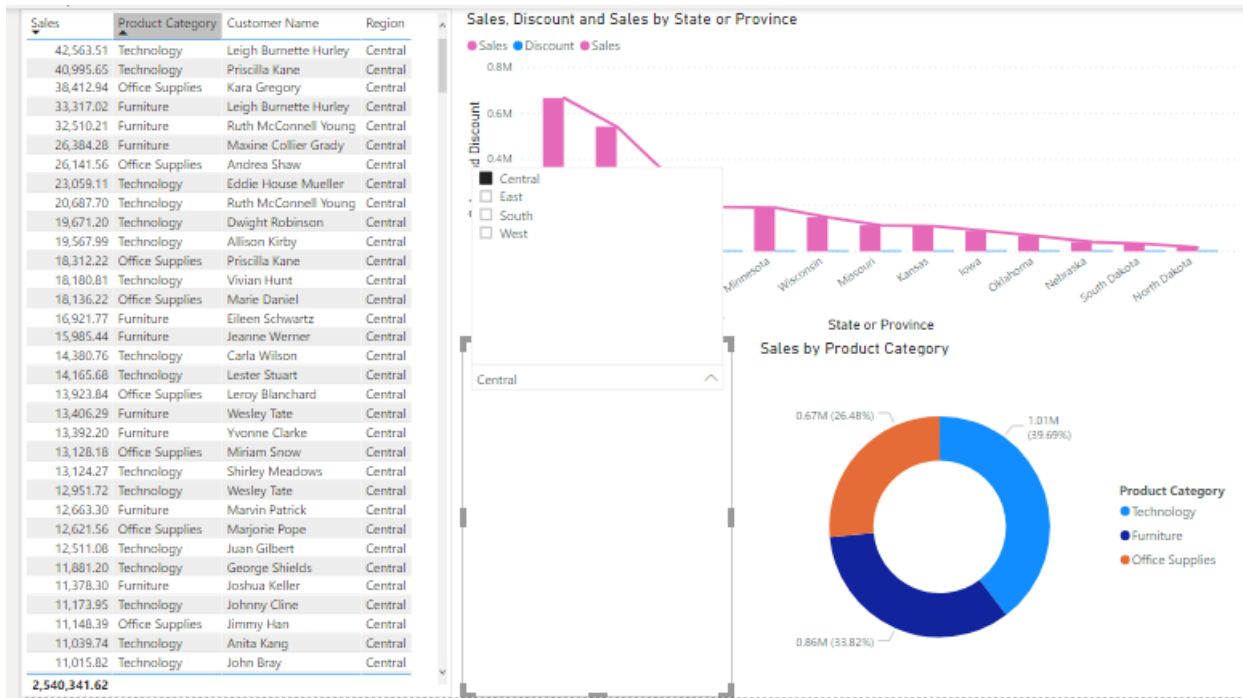 Sales Product Category Customer Name Region
42,563.51 Technology Leigh Burnette Hurley Central
40,995.65 Technology Priscilla Kane Central
38,412.94 Office Supplies Kara Gregory Central
33,317.02 Furniture Leigh Burnette Hurley Central
32,510.21 Furniture Ruth McConnell Young Central
26,384.28 Furniture Maxine Collier Grady Central
26,141.56 Office Supplies Andrea Shaw Central
23,059.11 Technology Eddie House Mueller Central
20,687.70 Technology Ruth McConnell Young Central
19,671.20 Technology Dwight Robinson Central
19,567.99 Technology Allison Kirby Central
18,312.22 Office Supplies Priscilla Kane Central
18,180.81 Technology Vivian Hunt Central
18,136.22 Office Supplies Marie Daniel Central
16,921.77 Furniture Eileen Schwartz Central
15,985.44 Furniture Jeanne Werner Central
14,380.76 Technology Carla Wilson Central
14,165.68 Technology Lester Stuart Central
13,923.84 Office Supplies Leroy Blanchard Central
13,406.29 Furniture Wesley Tate Central
13,392.20 Furniture Yvonne Clarke Central
13,128.18 Office Supplies Miriam Snow Central
13,124.27 Technology Shirley Meadows Central
12,951.72 Technology Wesley Tate Central
12,663.30 Furniture Marvin Patrick Central
12,621.56 Office Supplies Marjorie Pope Central
12,511.08 Technology Juan Gilbert Central
11,881.20 Technology George Shields Central
11,378.30 Furniture Joshua Keller Central
11,173.95 Technology Johnny Cline Central
11,148.39 Office Supplies Jimmy Han Central
11,039.74 Technology Anita Kang Central
11,015.82 Technology John Bray Central
2,540,341.62
Sales, Discount and Sales by State or Province
Sales Discount Sales
0.8M
0.6M
0.4M
Discount
Central
East
South
West
Minnesota
Wisconsin
Missouri
Kansas
Iowa
Oklahoma
Nebraska
South Dakota
North Dakota
State or Province
Central
Sales by Product Category
0.67M (26.48%)
1.01M
(39.69%)
0.86M (33.82%)
Product Category
Technology
Furniture
Office Supplies